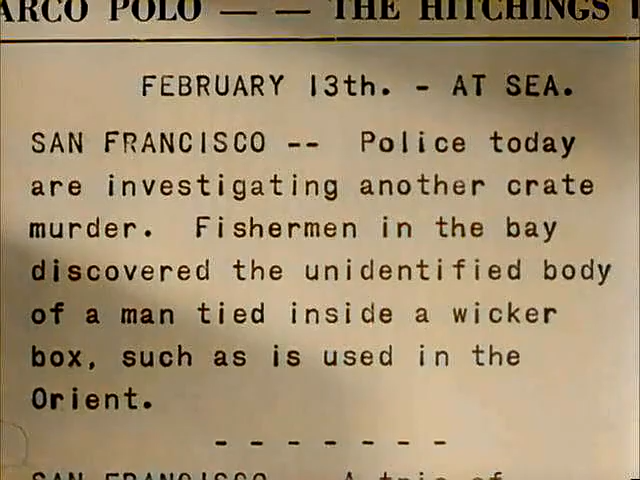 ARCO POLO — — THE HITCHINGS
FEBRUARY 13th. - AT SEA.
SAN FRANCISCO -- Police today
are investigating another crate
murder. Fishermen in the bay
discovered the unidentified body
of a man tied inside a wicker
box, such as is used in the
Orient.
- - - - - - -
SAN FRANCISCO A trio of